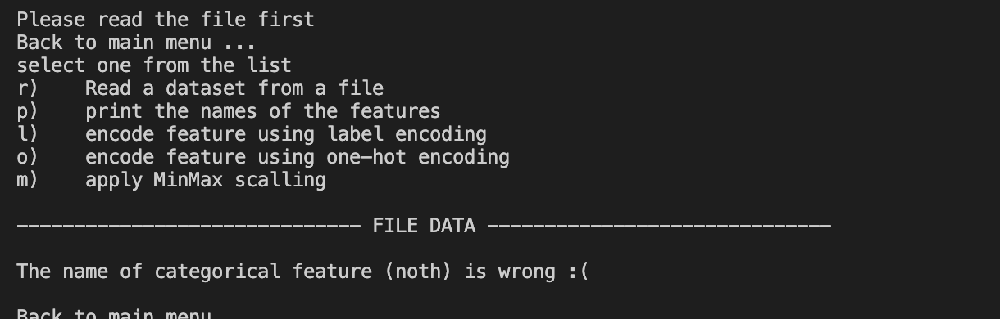 Please read the file first
Back to main menu ...
select one from the list
r)    Read a dataset from a file
p)    print the names of the features
l)    encode feature using label encoding
o)    encode feature using one-hot encoding
m)    apply MinMax scalling
------------------------------ FILE DATA ------------------------------
The name of categorical feature (noth) is wrong :(
Back to main menu